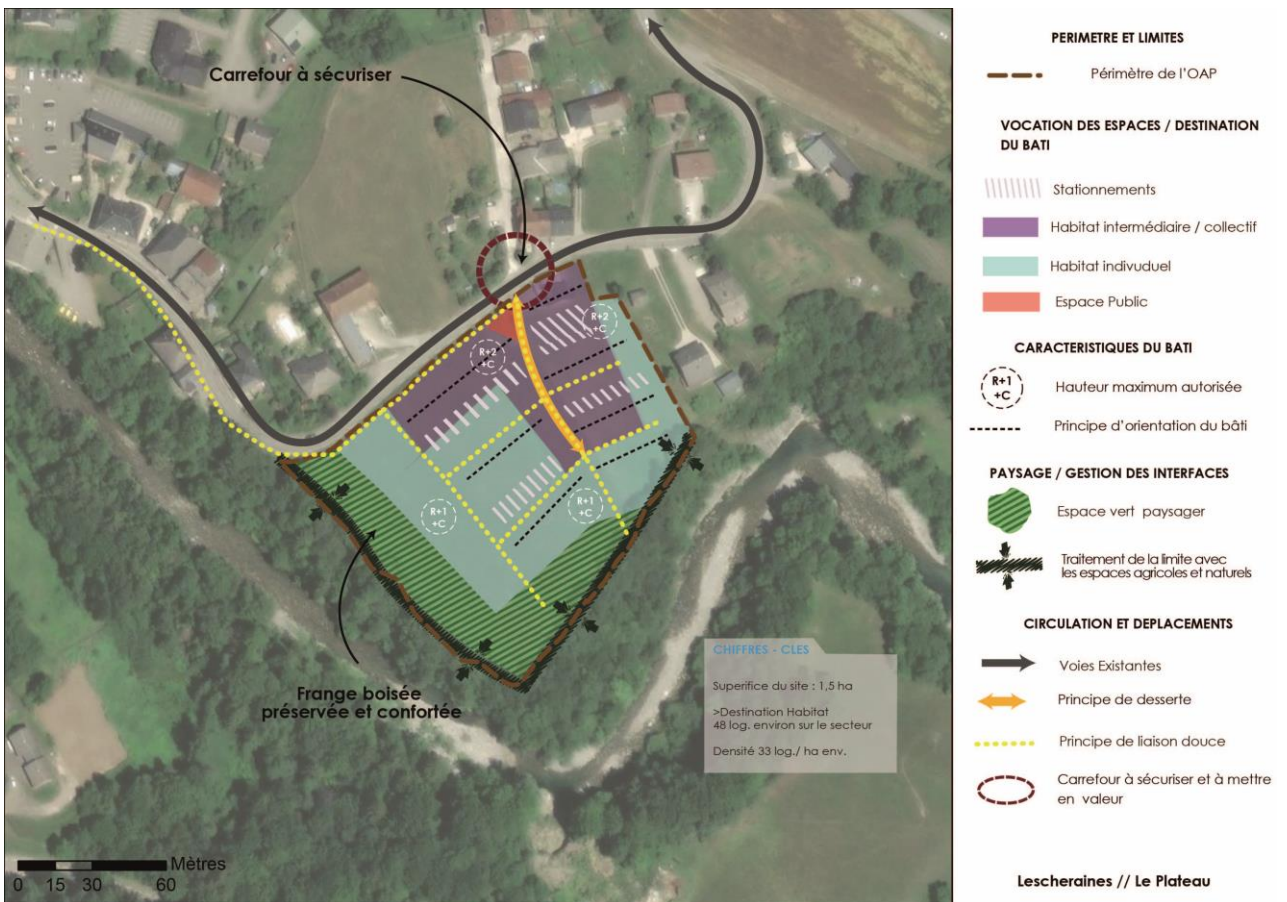 Carrefour à sécuriser
R+2
+C
R+2
+C
R+1
+C
R+1
+C
Frange boisée
préservée et confortée
CHIFFRES - CLES
Superifice du site : 1,5 ha
>Destination Habitat
48 log. environ sur le secteur
Densité 33 log./ ha env.
Mètres
0 15 30 60
PERIMETRE ET LIMITES
Périmètre de l'OAP
VOCATION DES ESPACES / DESTINATION
DU BATI
Stationnements
Habitat intermédiaire / collectif
Habitat indivuduel
Espace Public
CARACTERISTIQUES DU BATI
R+1
+C
Hauteur maximum autorisée
Principe d'orientation du bâti
PAYSAGE / GESTION DES INTERFACES
Espace vert paysager
Traitement de la limite avec
les espaces agricoles et naturels
CIRCULATION ET DEPLACEMENTS
Voies Existantes
Principe de desserte
Principe de liaison douce
Carrefour à sécuriser et à mettre
en valeur
Lescheraines // Le Plateau